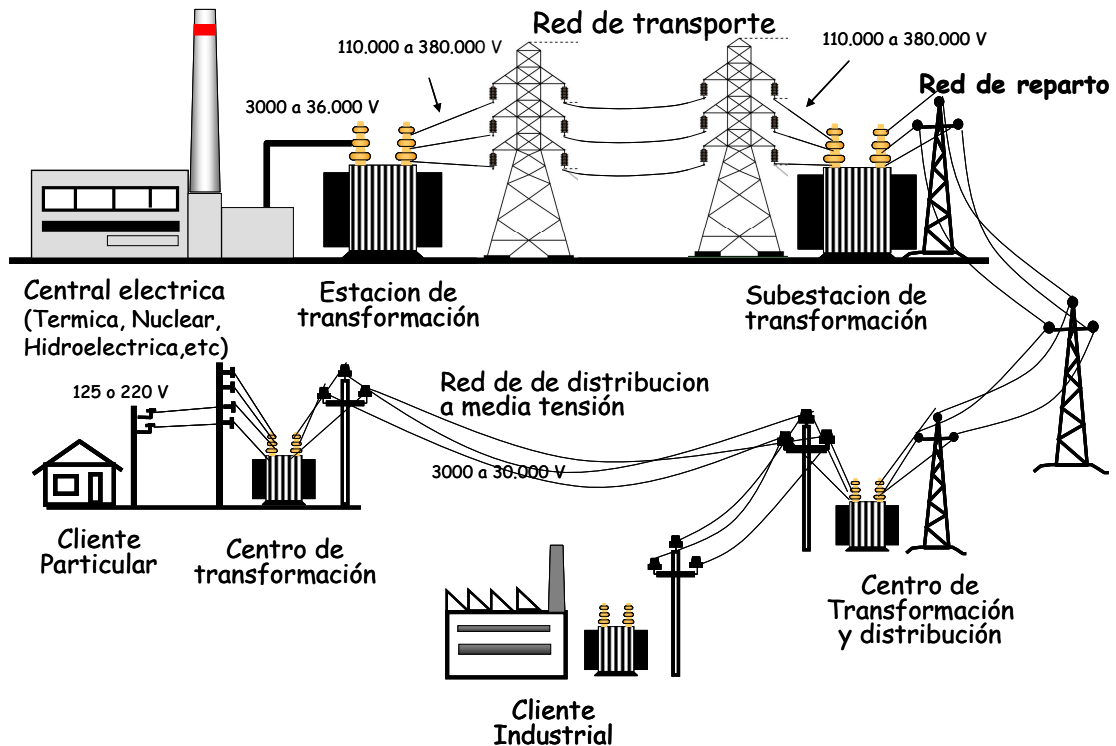 Red de transporte
110.000 a 380.000 V
110.000 a 380.000 V
Red de reparto
3000 a 36.000 V
Central electrica
(Termica, Nuclear,
Hidroelectrica,etc)
Estacion de
transformación
Subestacion de
transformación
125 o 220 V
Red de de distribucion
a media tensión
3000 a 30.000 V
Cliente
Particular
Centro de
transformación
Centro de
Transformación
y distribución
Cliente
Industrial